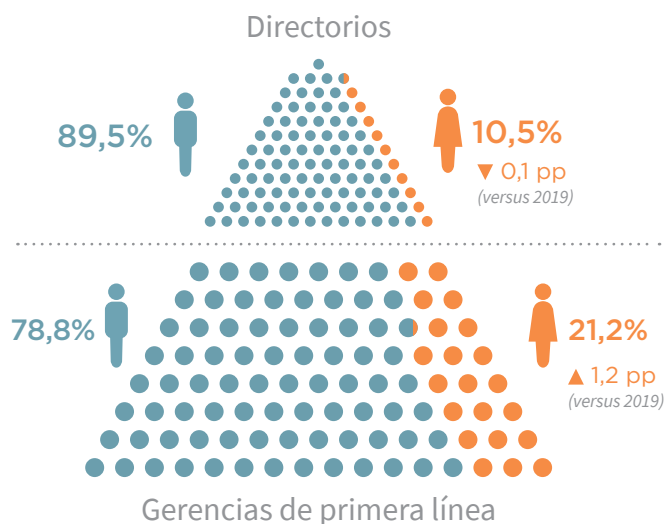 Directorios
89,5%
10,5%
▼ 0,1 pp
(versus 2019)
78,8%
21,2%
▲ 1,2 pp
(versus 2019)
Gerencias de primera línea